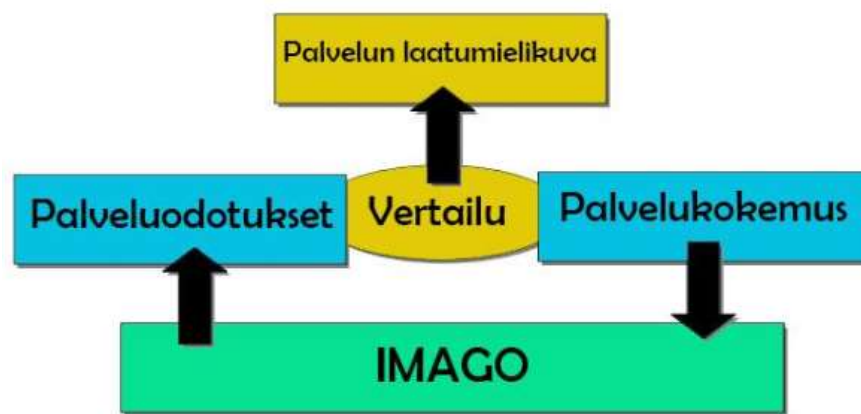 Palvelun laatumielikuva
Palveluodotukset
Vertailu
Palvelukokemus
IMAGO